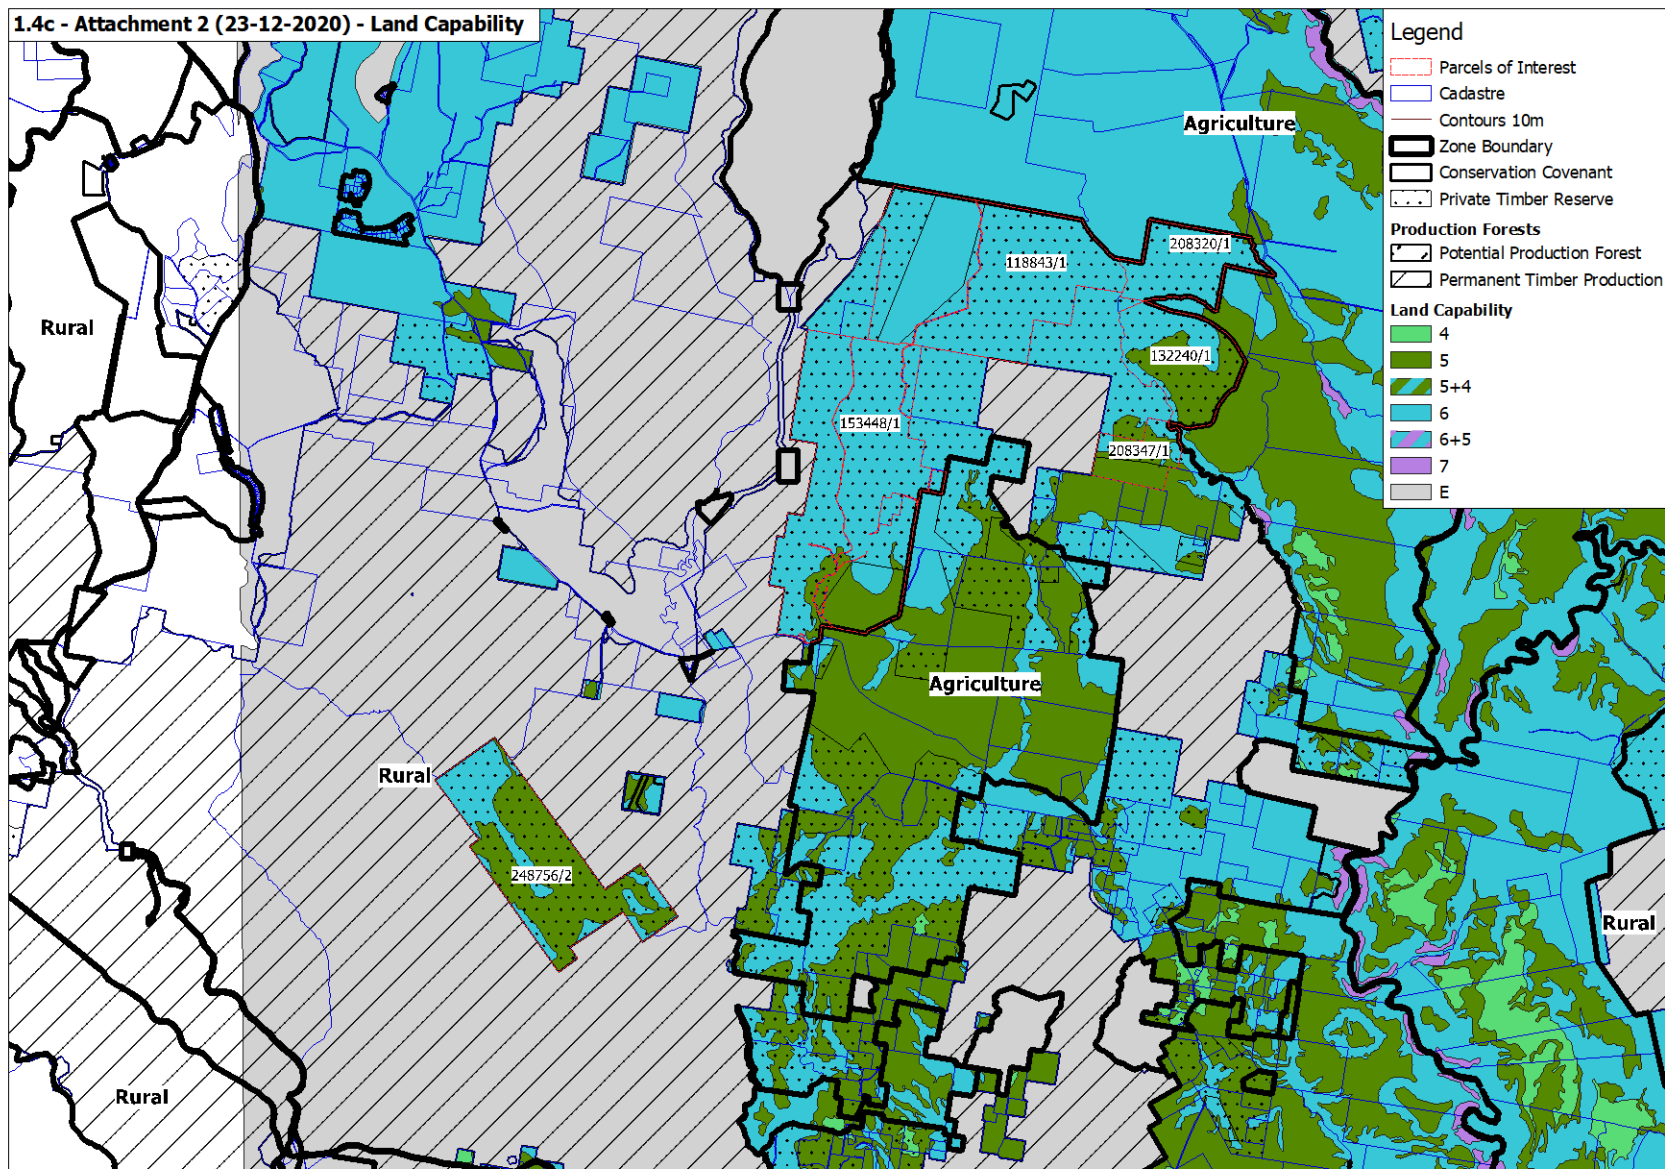 1.4c - Attachment 2 (23-12-2020) - Land Capability
Legend
Parcels of Interest
Cadastre
Contours 10m
Zone Boundary
Conservation Covenant
Private Timber Reserve
Production Forests
Potential Production Forest
Permanent Timber Production
Land Capability
4
5
5+4
6
6+5
7
E
Agriculture
208320/1
118843/1
Rural
132240/1
153448/1
208347/1
Agriculture
Rural
248756/2
Rural
Rural